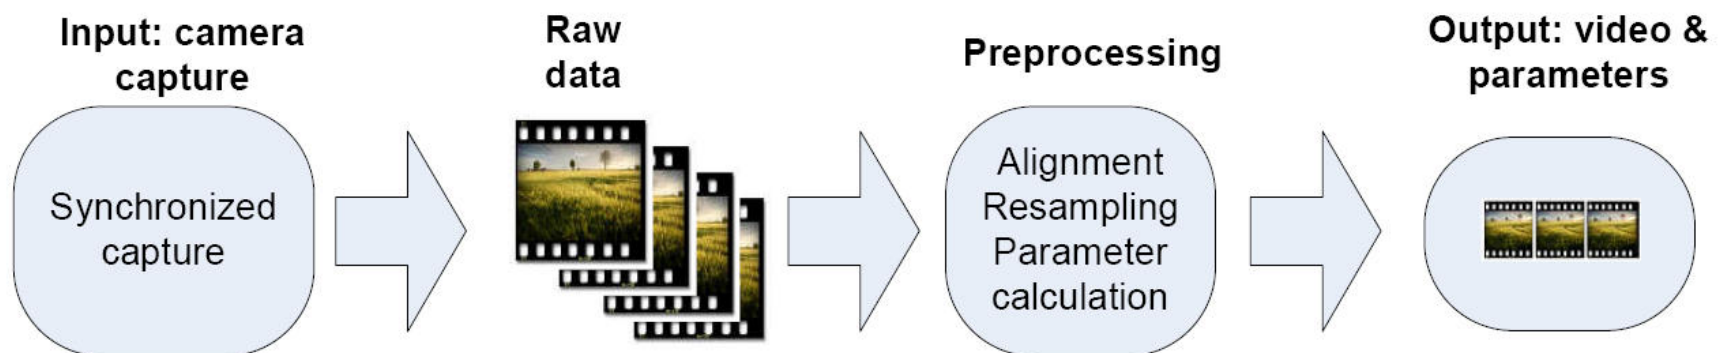 Input: camera
capture
Synchronized
capture
Raw
data
Preprocessing
Alignment
Resampling
Parameter
calculation
Output: video &
parameters